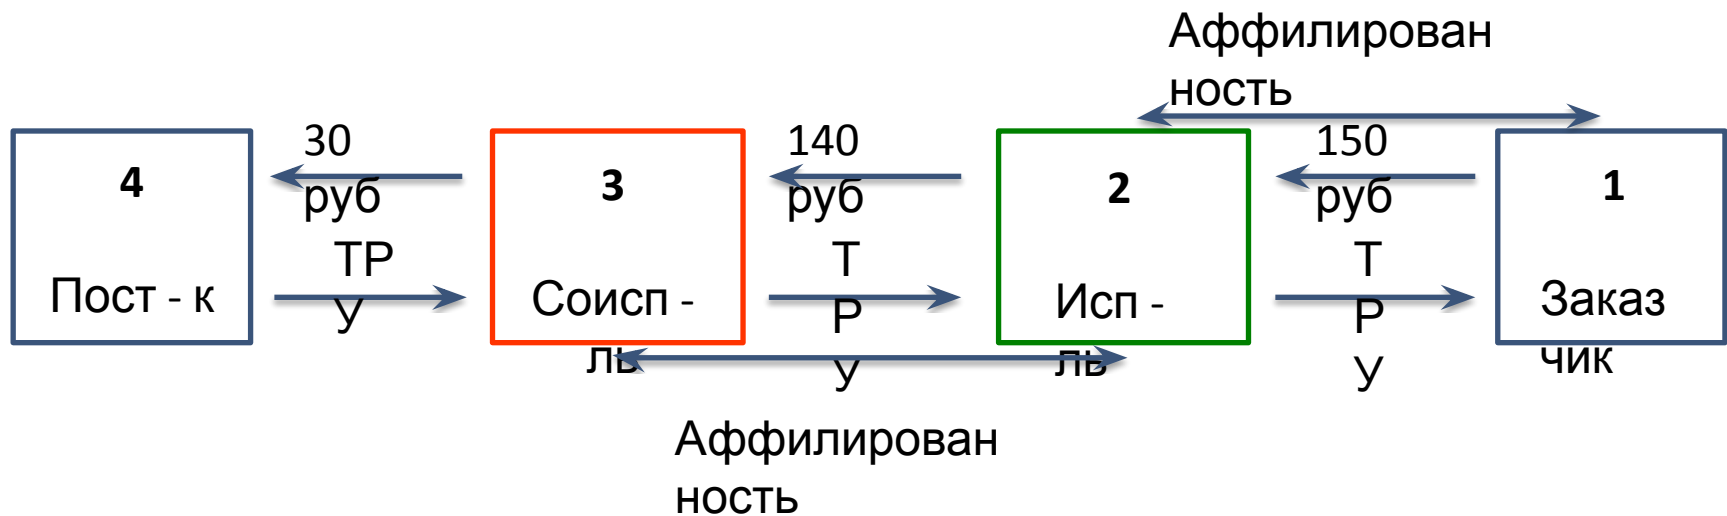 Аффилирован
ность
30
руб
140
руб
150
руб
4
3
2
1
ТР
У
Т
Р
У
Т
Р
У
Пост - к
Соисп -
ль
Исп -
ль
Заказ
чик
Аффилирован
ность